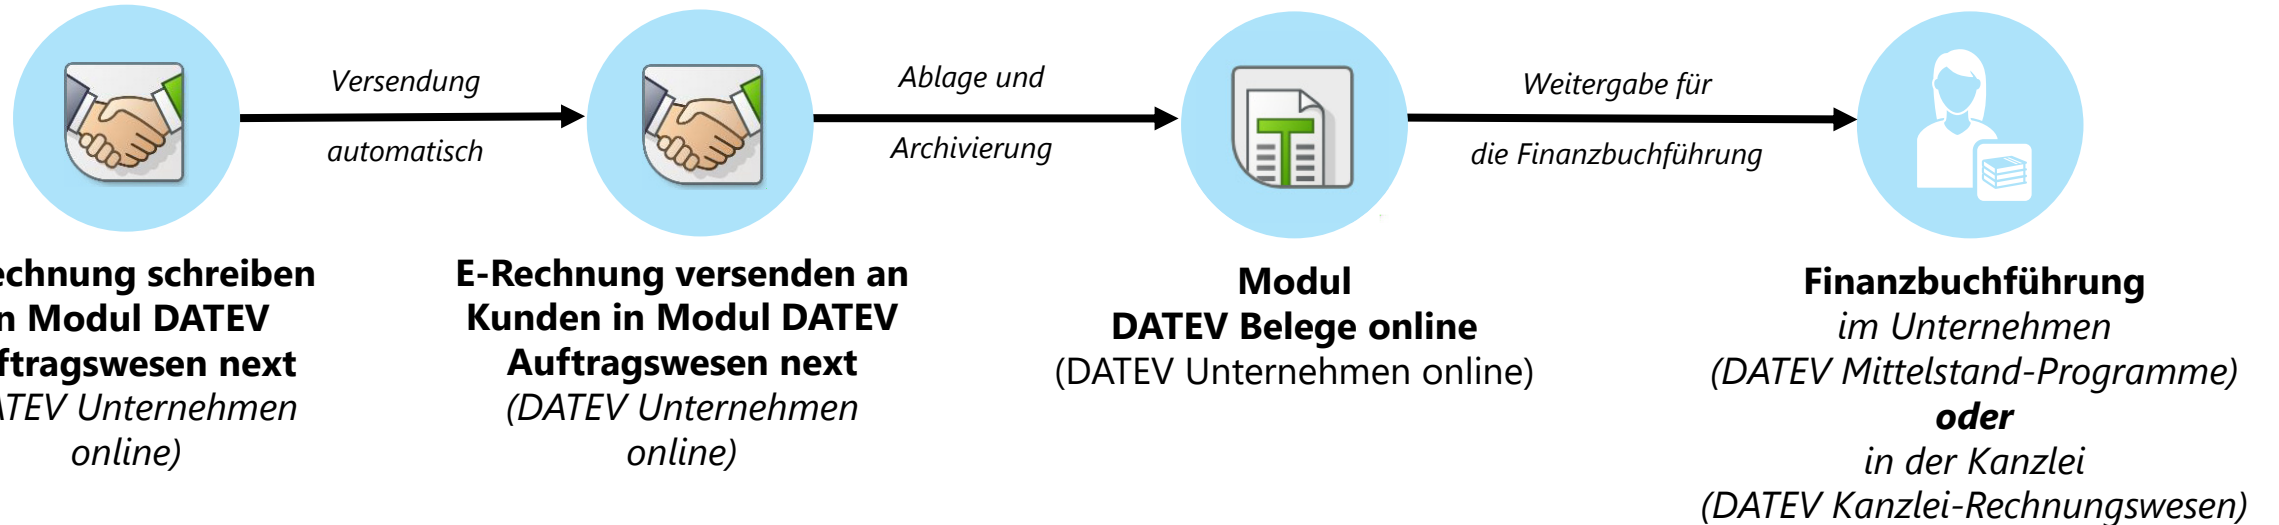 Versendung
automatisch
Ablage und
Archivierung
Weitergabe für
die Finanzbuchführung
echnung schreiben
n Modul DATEV
ftragswesen next
ATEV Unternehmen
online)
E-Rechnung versenden an
Kunden in Modul DATEV
Auftragswesen next
(DATEV Unternehmen
online)
Modul
DATEV Belege online
(DATEV Unternehmen online)
Finanzbuchführung
im Unternehmen
(DATEV Mittelstand-Programme)
oder
in der Kanzlei
(DATEV Kanzlei-Rechnungswesen)